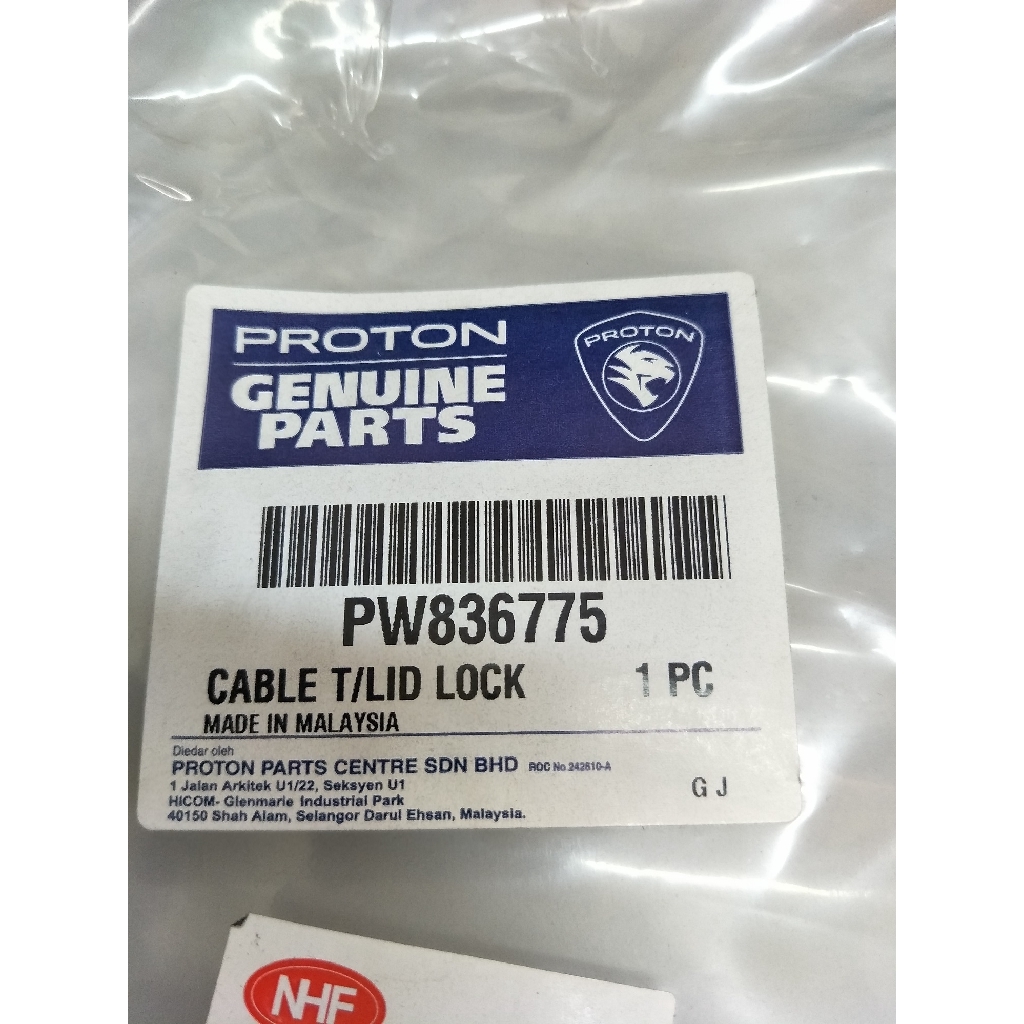 PROTON
GENUINE
PARTS
PROTON
PW836775
CABLE T/LID LOCK 1 PC
MADE IN MALAYSIA
Diedar oleh
PROTON PARTS CENTRE SDN BHD ROC No.242610-A
1 Jalan Arkitek U1/22, Seksyen U1
HICOM- Glenmarie Industrial Park
40150 Shah Alam, Selangor Darul Ehsan, Malaysia.
G J
NHF